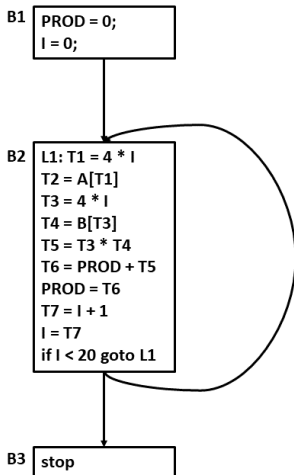 B1
PROD = 0;
I = 0;
B2
L1: T1 = 4 * I
T2 = A[T1]
T3 = 4 * I
T4 = B[T3]
T5 = T3 * T4
T6 = PROD + T5
PROD = T6
T7 = I + 1
I = T7
if I < 20 goto L1
B3
stop